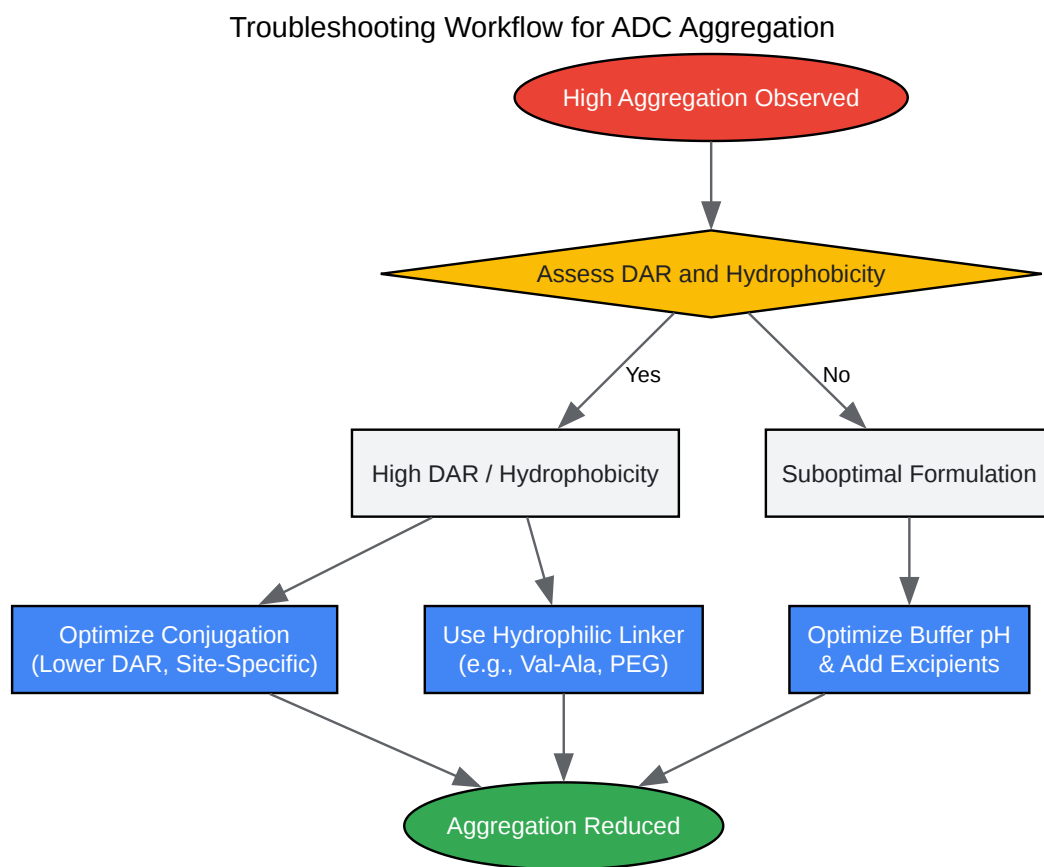 Troubleshooting Workflow for ADC Aggregation
High Aggregation Observed
Assess DAR and Hydrophobicity
Yes
No
High DAR / Hydrophobicity
Suboptimal Formulation
Optimize Conjugation
(Lower DAR, Site-Specific)
Use Hydrophilic Linker
(e.g., Val-Ala, PEG)
Optimize Buffer pH
& Add Excipients
Aggregation Reduced